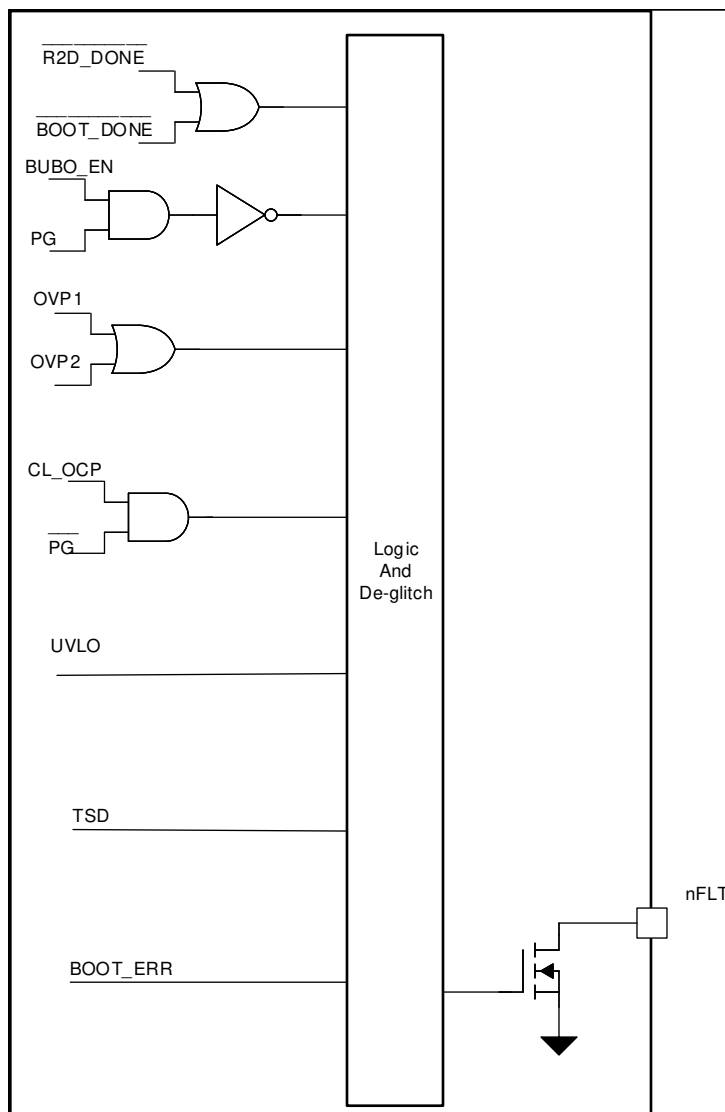 R2D_DONE
BOOT_DONE
BUBO_EN
PG
OVP1
OVP2
CL_OCP
PG
Logic
And
De-glitch
UVLO
TSD
nFLT
BOOT_ERR